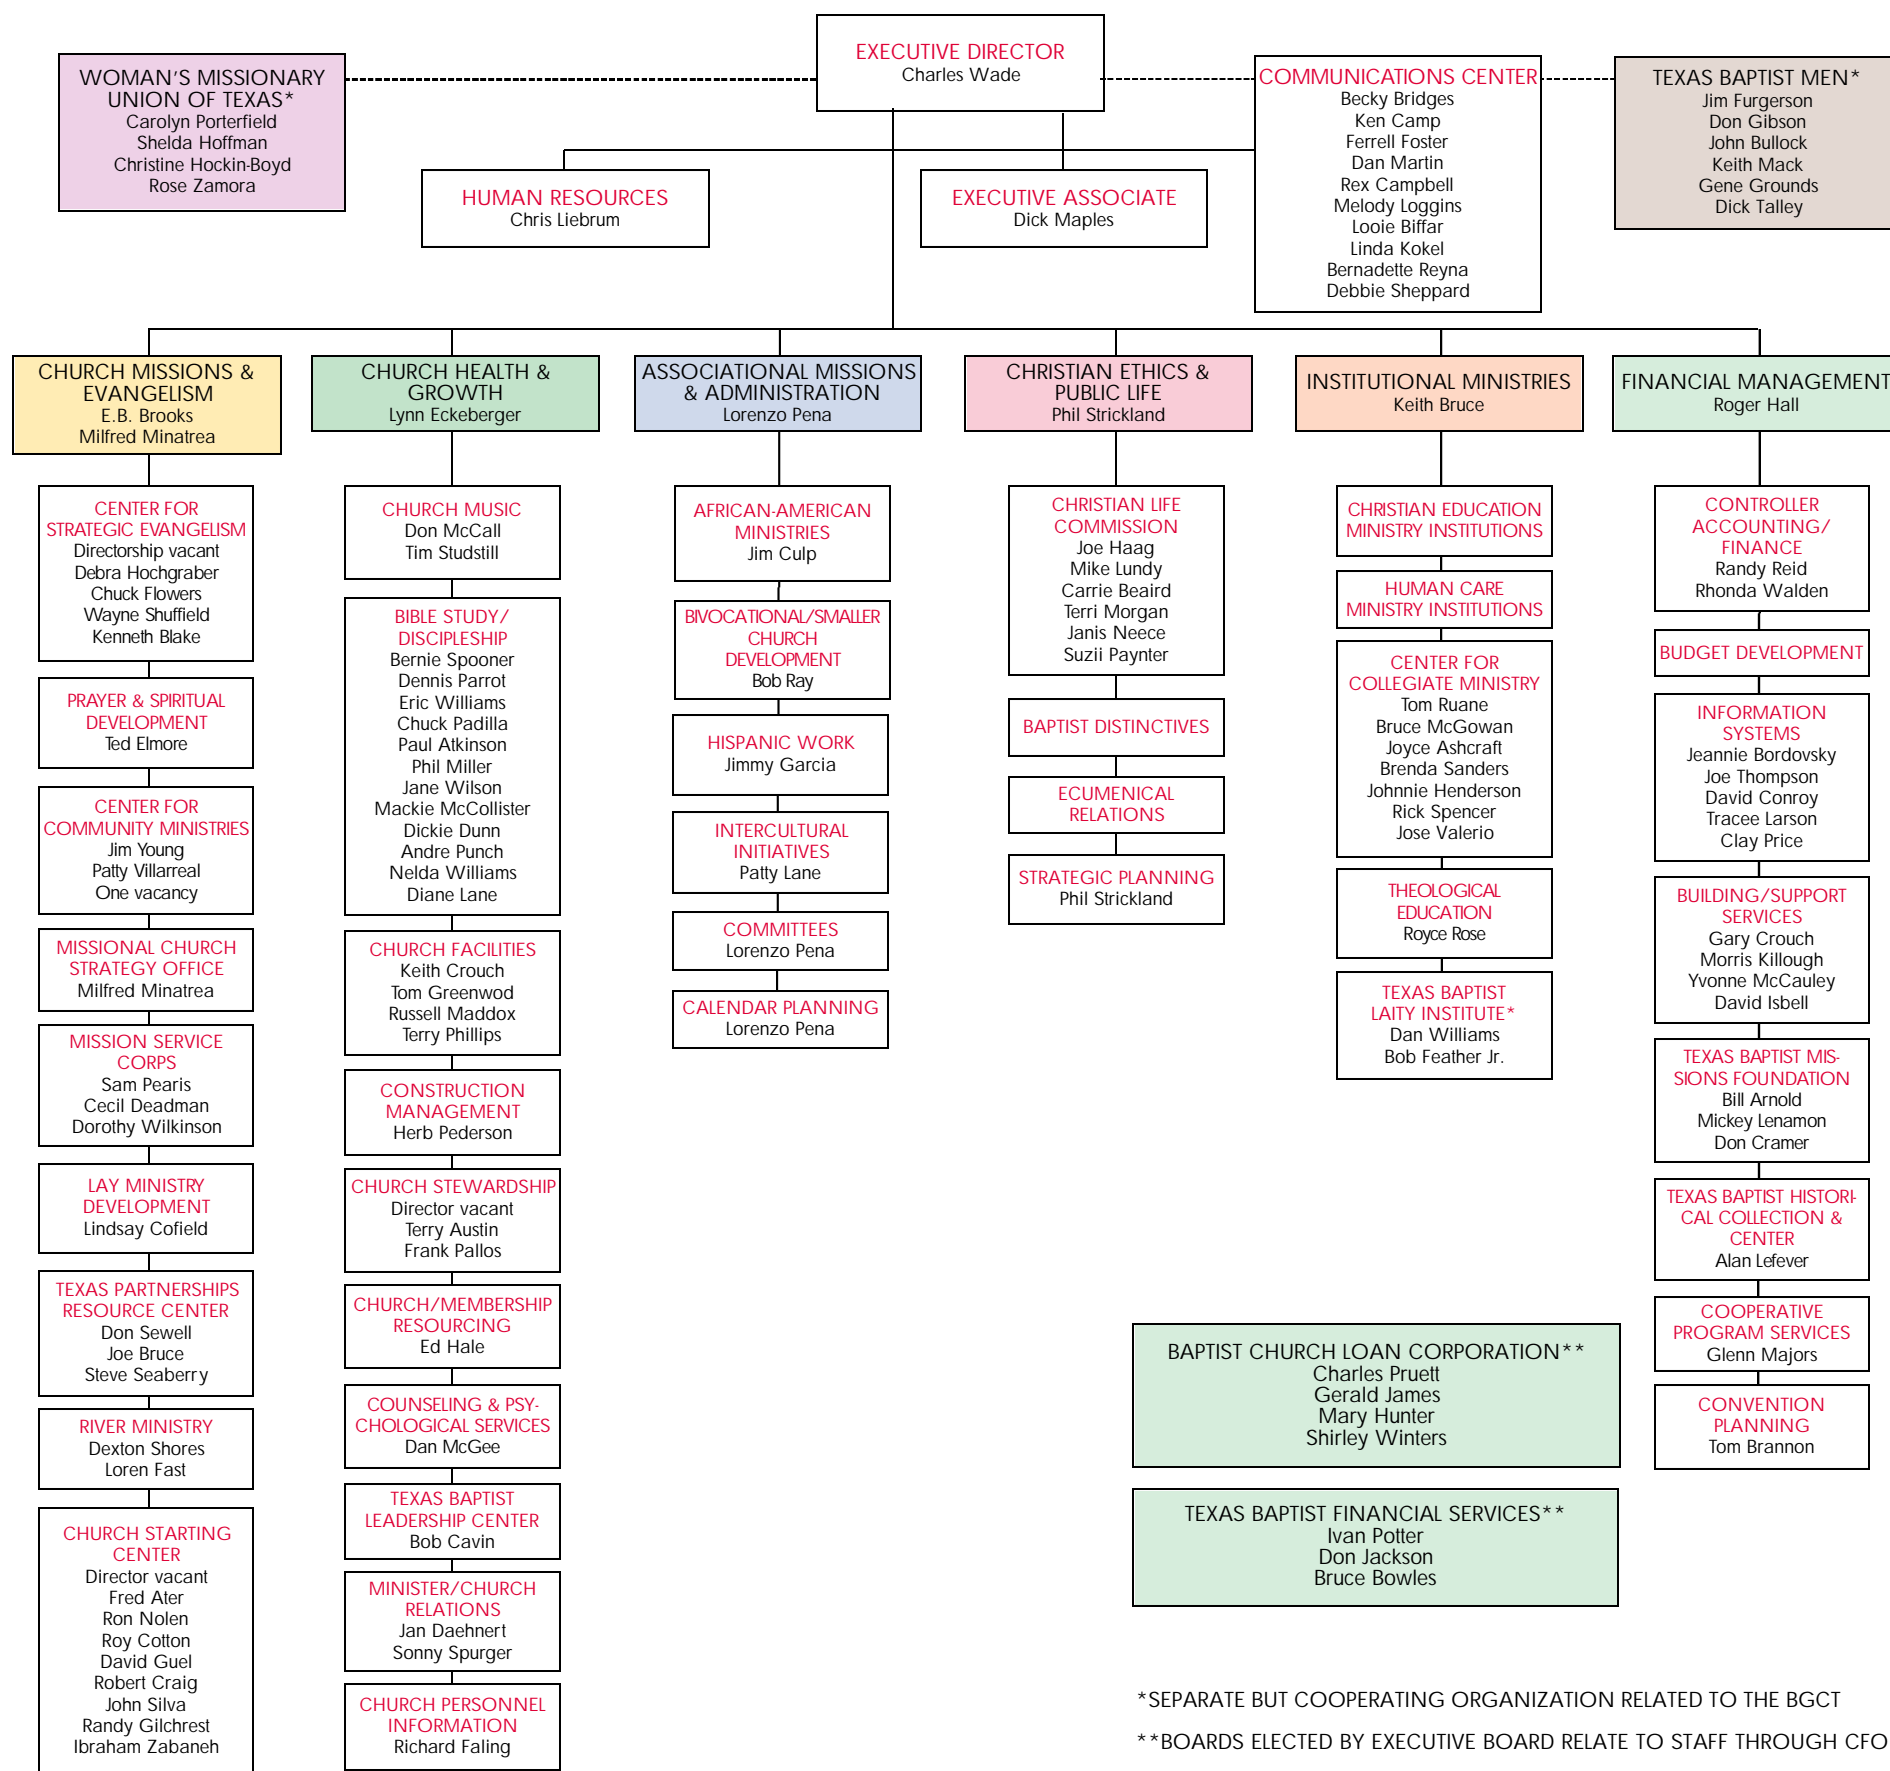 EXECUTIVE DIRECTOR
Charles Wade
WOMAN'S MISSIONARY
UNION OF TEXAS*
Carolyn Porterfield
Shelda Hoffman
Christine Hockin-Boyd
Rose Zamora
COMMUNICATIONS CENTER
Becky Bridges
Ken Camp
Ferrell Foster
Dan Martin
Rex Campbell
Melody Loggins
Looie Biffar
Linda Kokel
Bernadette Reyna
Debbie Sheppard
TEXAS BAPTIST MEN*
Jim Furgerson
Don Gibson
John Bullock
Keith Mack
Gene Grounds
Dick Talley
HUMAN RESOURCES
Chris Liebrum
EXECUTIVE ASSOCIATE
Dick Maples
CHURCH MISSIONS &
EVANGELISM
E.B. Brooks
Milfred Minatrea
CENTER FOR
STRATEGIC EVANGELISM
Directorship vacant
Debra Hochgraber
Chuck Flowers
Wayne Shuffield
Kenneth Blake
PRAYER & SPIRITUAL
DEVELOPMENT
Ted Elmore
CENTER FOR
COMMUNITY MINISTRIES
Jim Young
Patty Villarreal
One vacancy
MISSIONAL CHURCH
STRATEGY OFFICE
Milfred Minatrea
MISSION SERVICE
CORPS
Sam Pearis
Cecil Deadman
Dorothy Wilkinson
LAY MINISTRY
DEVELOPMENT
Lindsay Cofield
TEXAS PARTNERSHIPS
RESOURCE CENTER
Don Sewell
Joe Bruce
Steve Seaberry
RIVER MINISTRY
Dexton Shores
Loren Fast
CHURCH STARTING
CENTER
Director vacant
Fred Ater
Ron Nolen
Roy Cotton
David Guel
Robert Craig
John Silva
Randy Gilchrest
Ibraham Zabaneh
CHURCH HEALTH &
GROWTH
Lynn Eckeberger
CHURCH MUSIC
Don McCall
Tim Studstill
BIBLE STUDY/
DISCIPLESHIP
Bernie Spooner
Dennis Parrot
Eric Williams
Chuck Padilla
Paul Atkinson
Phil Miller
Jane Wilson
Mackie McCollister
Dickie Dunn
Andre Punch
Nelda Williams
Diane Lane
CHURCH FACILITIES
Keith Crouch
Tom Greenwod
Russell Maddox
Terry Phillips
CONSTRUCTION
MANAGEMENT
Herb Pederson
CHURCH STEWARDSHIP
Director vacant
Terry Austin
Frank Pallos
CHURCH/MEMBERSHIP
RESOURCING
Ed Hale
COUNSELING & PSY-
CHOLOGICAL SERVICES
Dan McGee
TEXAS BAPTIST
LEADERSHIP CENTER
Bob Cavin
MINISTER/CHURCH
RELATIONS
Jan Daehnert
Sonny Spurger
CHURCH PERSONNEL
INFORMATION
Richard Faling
ASSOCIATIONAL MISSIONS
& ADMINISTRATION
Lorenzo Pena
AFRICAN-AMERICAN
MINISTRIES
Jim Culp
BIVOCATIONAL/SMALLER
CHURCH
DEVELOPMENT
Bob Ray
HISPANIC WORK
Jimmy Garcia
INTERCULTURAL
INITIATIVES
Patty Lane
COMMITTEES
Lorenzo Pena
CALENDAR PLANNING
Lorenzo Pena
CHRISTIAN ETHICS &
PUBLIC LIFE
Phil Strickland
CHRISTIAN LIFE
COMMISSION
Joe Haag
Mike Lundy
Carrie Beaird
Terri Morgan
Janis Neece
Suzii Paynter
BAPTIST DISTINCTIVES
ECUMENICAL
RELATIONS
STRATEGIC PLANNING
Phil Strickland
INSTITUTIONAL MINISTRIES
Keith Bruce
CHRISTIAN EDUCATION
MINISTRY INSTITUTIONS
HUMAN CARE
MINISTRY INSTITUTIONS
CENTER FOR
COLLEGIATE MINISTRY
Tom Ruane
Bruce McGowan
Joyce Ashcraft
Brenda Sanders
Johnnie Henderson
Rick Spencer
Jose Valerio
THEOLOGICAL
EDUCATION
Royce Rose
TEXAS BAPTIST
LAITY INSTITUTE*
Dan Williams
Bob Feather Jr.
FINANCIAL MANAGEMENT
Roger Hall
CONTROLLER
ACCOUNTING/
FINANCE
Randy Reid
Rhonda Walden
BUDGET DEVELOPMENT
INFORMATION
SYSTEMS
Jeannie Bordovsky
Joe Thompson
David Conroy
Tracee Larson
Clay Price
BUILDING/SUPPORT
SERVICES
Gary Crouch
Morris Killough
Yvonne McCauley
David Isbell
TEXAS BAPTIST MIS-
SIONS FOUNDATION
Bill Arnold
Mickey Lenamon
Don Cramer
TEXAS BAPTIST HISTORI-
CAL COLLECTION &
CENTER
Alan Lefever
COOPERATIVE
PROGRAM SERVICES
Glenn Majors
CONVENTION
PLANNING
Tom Brannon
BAPTIST CHURCH LOAN CORPORATION**
Charles Pruett
Gerald James
Mary Hunter
Shirley Winters
TEXAS BAPTIST FINANCIAL SERVICES**
Ivan Potter
Don Jackson
Bruce Bowles
*SEPARATE BUT COOPERATING ORGANIZATION RELATED TO THE BGCT
**BOARDS ELECTED BY EXECUTIVE BOARD RELATE TO STAFF THROUGH CFO